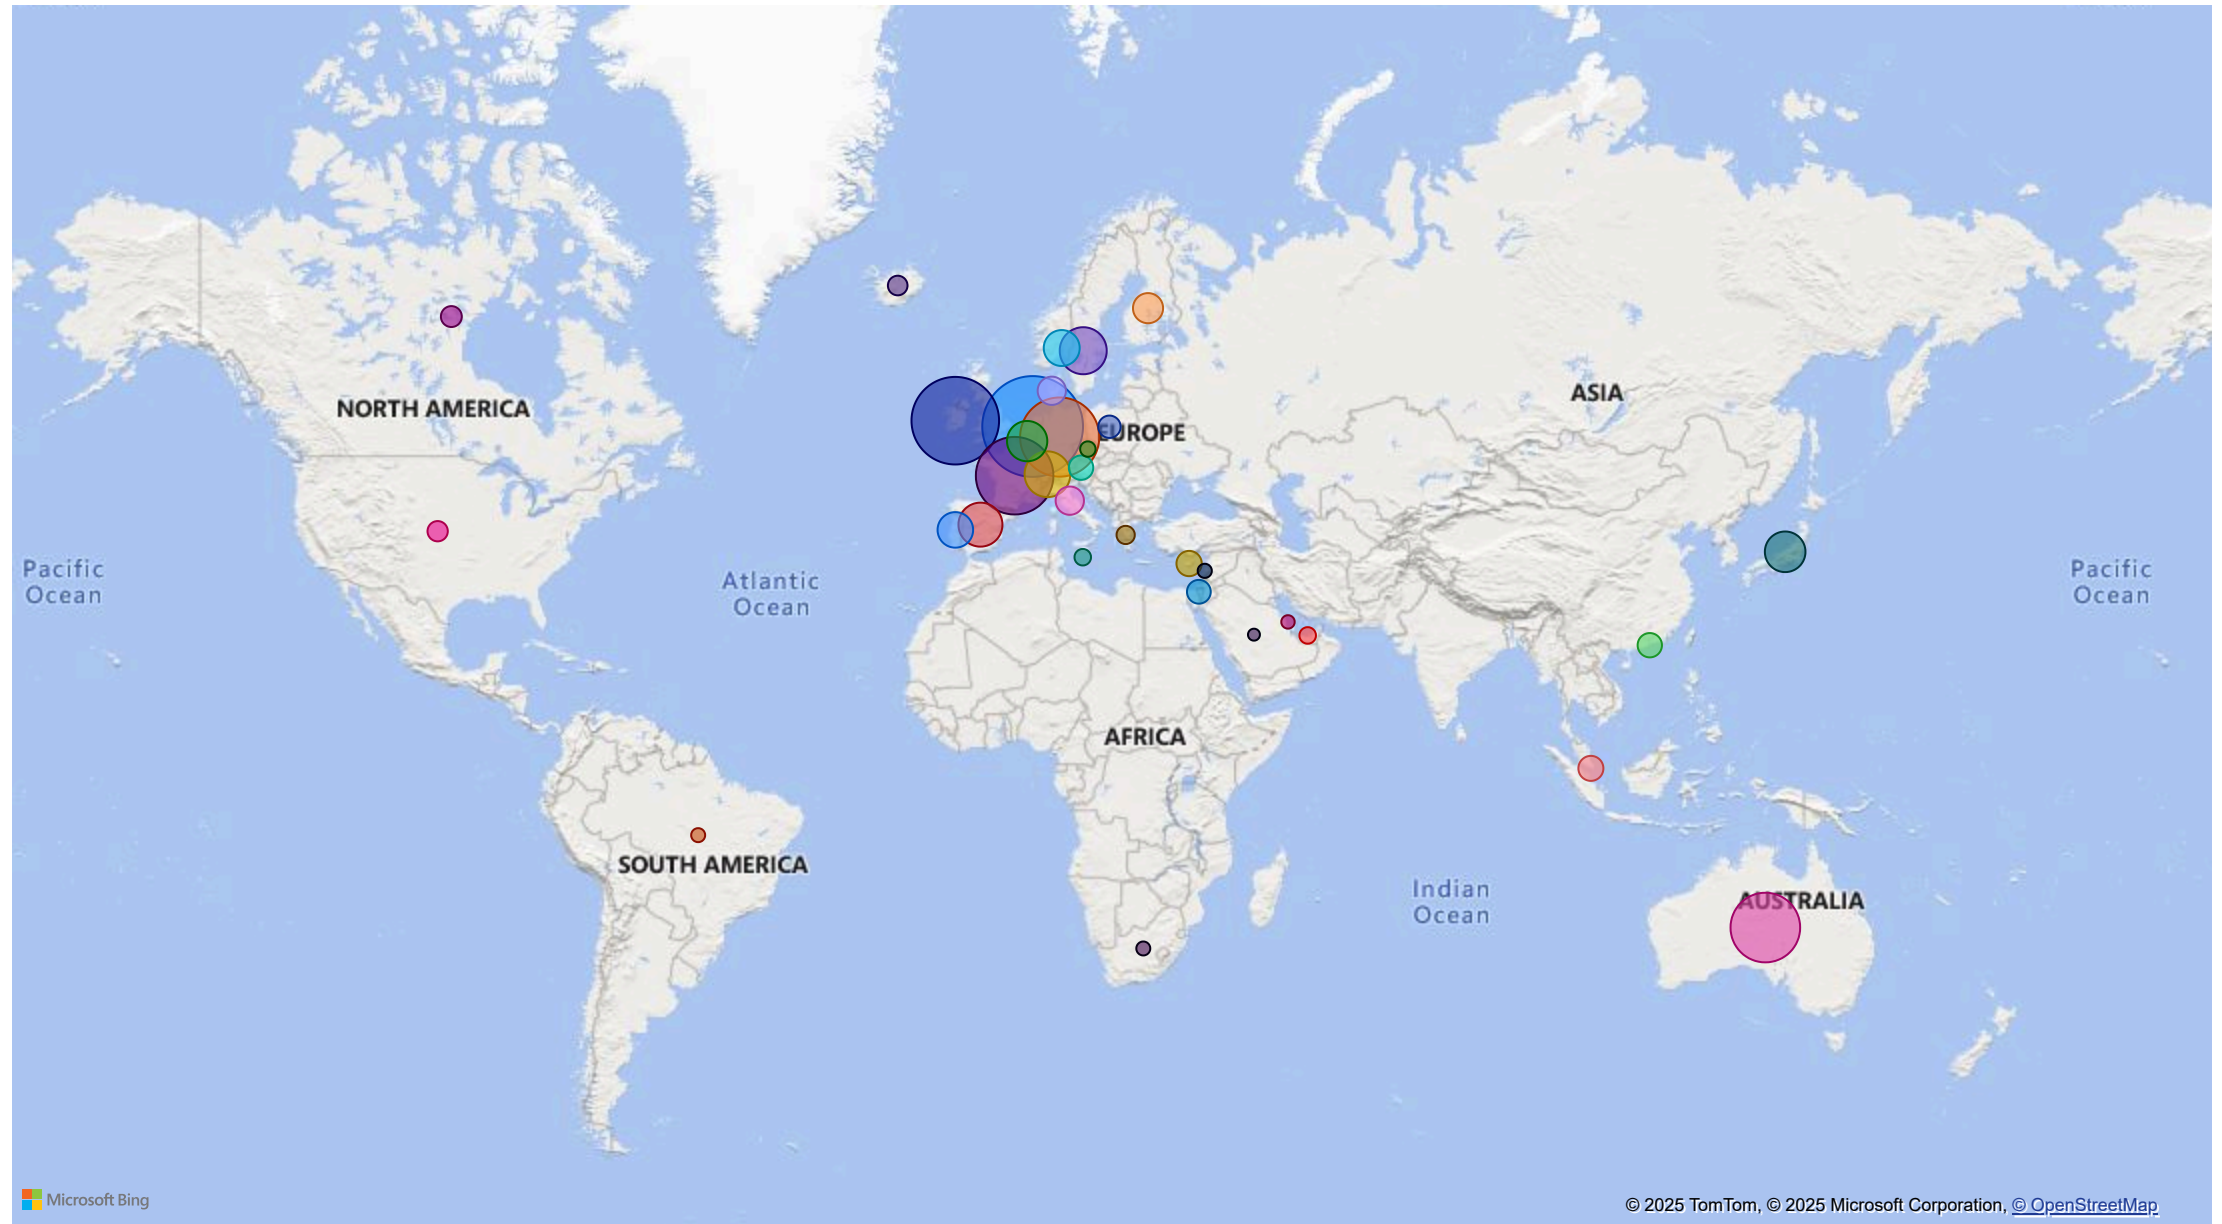 ASIA
NORTH AMERICA
EUROPE
Pacific
Ocean
Atlantic
Ocean
Pacific
Ocean
AFRICA
SOUTH AMERICA
Indian
Ocean
AUSTRALIA
Microsoft Bing
© 2025 TomTom, © 2025 Microsoft Corporation, © OpenStreetMap